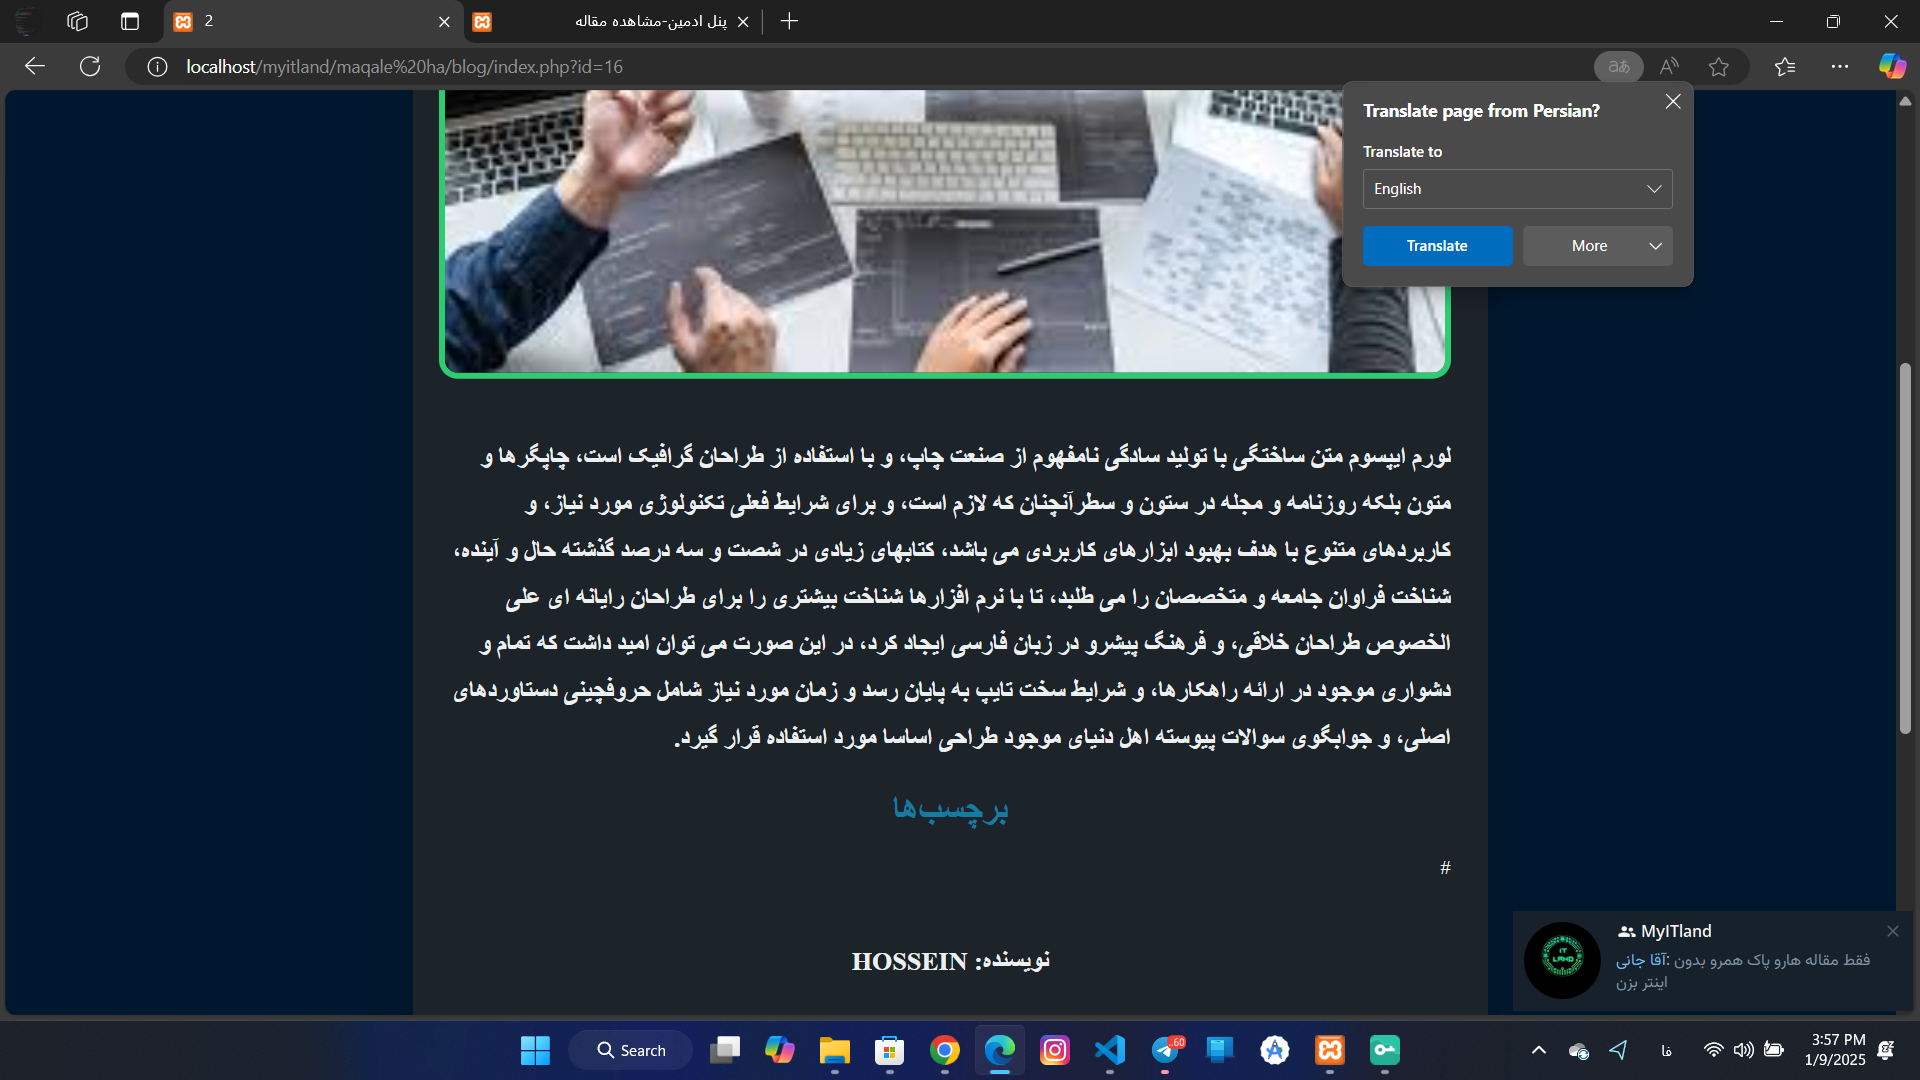 2
پنل ادمین-مشاهده مقاله
localhost/myitland/maqale%20ha/blog/index.php?id=16
Translate page from Persian?
Translate to
English
Translate
More
لورم ایپسوم متن ساختگی با تولید سادگی نامفهوم از صنعت چاپ، و با استفاده از طراحان گرافیک است، چاپگرها و
متون بلکه روزنامه و مجله در ستون و سطرآنچنان که لازم است، و برای شرایط فعلی تکنولوژی مورد نیاز، و
کاربردهای متنوع با هدف بهبود ابزارهای کاربردی می باشد، کتابهای زیادی در شصت و سه درصد گذشته حال و آینده،
شناخت فراوان جامعه و متخصصان را می طلبد، تا با نرم افزارها شناخت بیشتری را برای طراحان رایانه ای علی
الخصوص طراحان خلاقی، و فرهنگ پیشرو در زبان فارسی ایجاد کرد، در این صورت می توان امید داشت که تمام و
دشواری موجود در ارائه راهکارها، و شرایط سخت تایپ به پایان رسد و زمان مورد نیاز شامل حروفچینی دستاوردهای
اصلی، و جوابگوی سوالات پیوسته اهل دنیای موجود طراحی اساسا مورد استفاده قرار گیرد.
برچسب‌ها
#
نویسنده: HOSSEIN
MyITland
IT
LAND
آقا جانی: فقط مقاله هارو پاک همرو بدون
اینتر بزن
Search
..60
فا
3:57 PM
1/9/2025